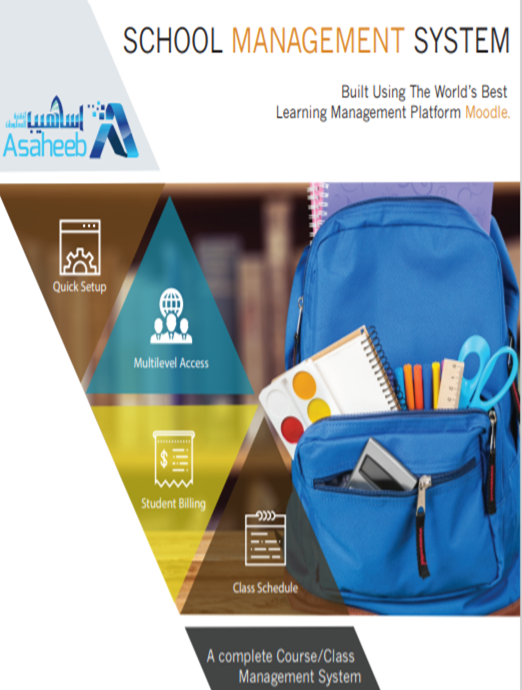 SCHOOL MANAGEMENT SYSTEM
Built Using The World's Best
Learning Management Platform Moodle.
أساهيب
Asaheeb
Quick Setup
Multilevel Access
$
Student Billing
Class Schedule
A complete Course/Class
Management System